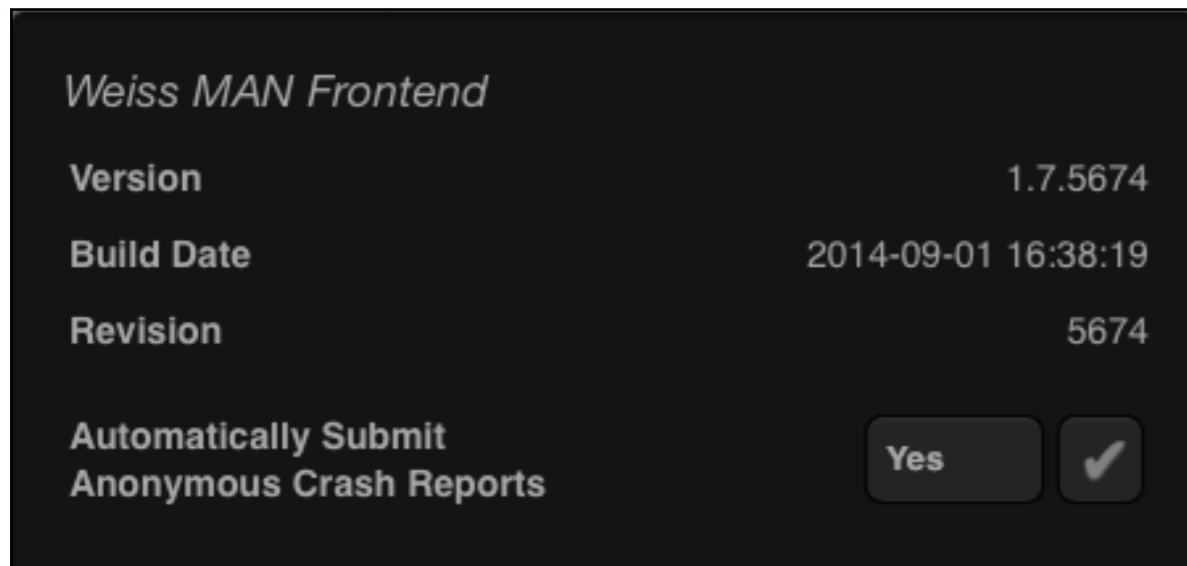 Weiss MAN Frontend
Version 1.7.5674
Build Date 2014-09-01 16:38:19
Revision 5674
Automatically Submit
Anonymous Crash Reports
Yes ✔